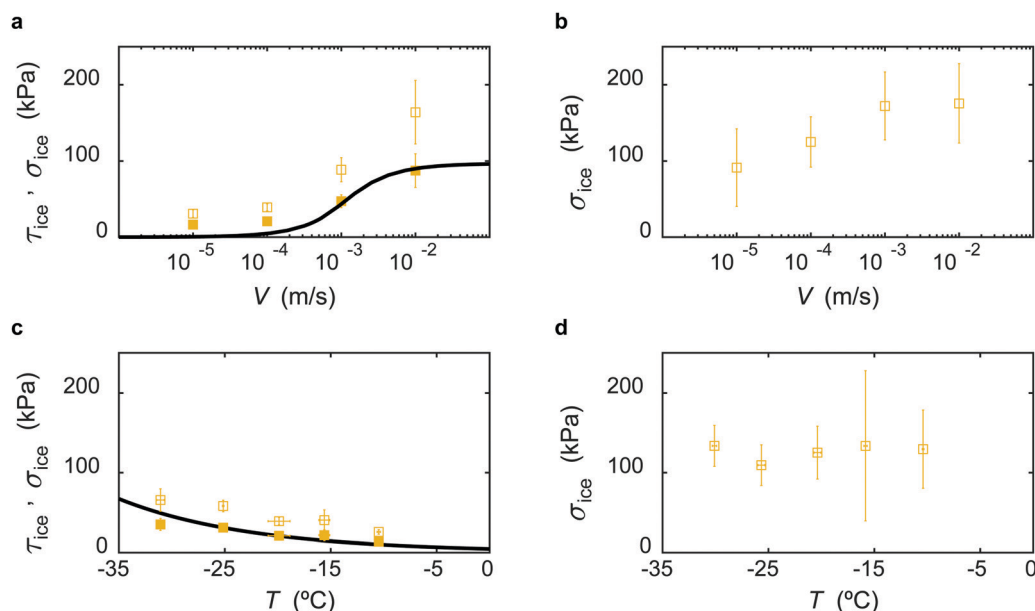 a
200
100
0
τice , σice (kPa)
10⁻⁵ 10⁻⁴ 10⁻³ 10⁻²
V (m/s)
b
200
100
0
σice (kPa)
10⁻⁵ 10⁻⁴ 10⁻³ 10⁻²
V (m/s)
c
200
100
0
τice , σice (kPa)
-35 -25 -15 -5 0
T (ºC)
d
200
100
0
σice (kPa)
-35 -25 -15 -5 0
T (ºC)